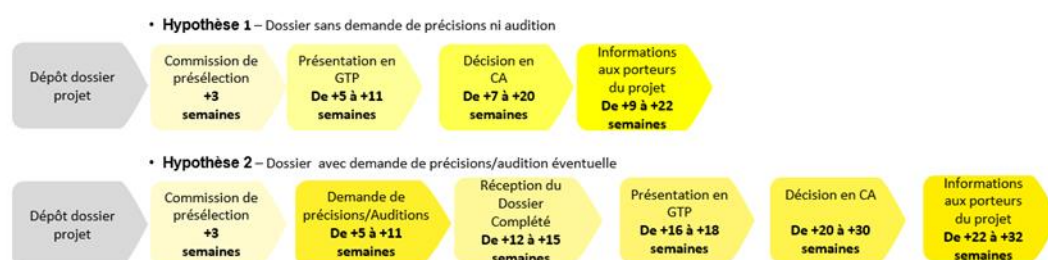 • Hypothèse 1 – Dossier sans demande de précisions ni audition
Dépôt dossier
projet
Commission de
présélection
+3
semaines
Présentation en
GTP
De +5 à +11
semaines
Décision en
CA
De +7 à +20
semaines
Informations
aux porteurs
du projet
De +9 à +22
semaines
• Hypothèse 2 – Dossier avec demande de précisions/audition éventuelle
Dépôt dossier
projet
Commission de
présélection
+3
semaines
Demande de
précisions/Auditions
De +5 à +11
semaines
Réception du
Dossier
Complété
De +12 à +15
semaines
Présentation en
GTP
De +16 à +18
semaines
Décision en CA
De +20 à +30
semaines
Informations
aux porteurs
du projet
De +22 à +32
semaines